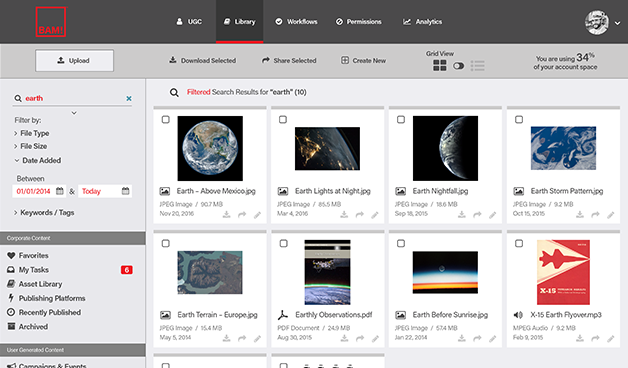 BAM!
UGC
Library
Workflows
Permissions
Analytics
Upload
Download Selected
Share Selected
Create New
Grid View
You are using 34%
of your account space
earth
Filtered Search Results for “earth” (10)
Filter by:
File Type
File Size
Date Added
Between
01/01/2014 & Today
Keywords / Tags
Corporate Content
Favorites
My Tasks 6
Asset Library
Publishing Platforms
Recently Published
Archived
User Generated Content
Campaigns & Events
Earth – Above Mexico.jpg
JPEG Image / 90.7 MB
Nov 20, 2016
Earth Lights at Night.jpg
JPEG Image / 85.5 MB
Mar 4, 2016
Earth Nightfall.jpg
JPEG Image / 18.6 MB
Sep 18, 2015
Earth Storm Pattern.jpg
JPEG Image / 9.2 MB
Oct 15, 2015
Earth Terrain – Europe.jpg
JPEG Image / 15.4 MB
May 5, 2014
Earthly Observations.pdf
PDF Document / 24.9 MB
Aug 30, 2015
Earth Before Sunrise.jpg
JPEG Image / 57.4 MB
Jan 22, 2014
X-15
X-15 Earth Flyover.mp3
MPEG Audio / 9.2 MB
Feb 9, 2015